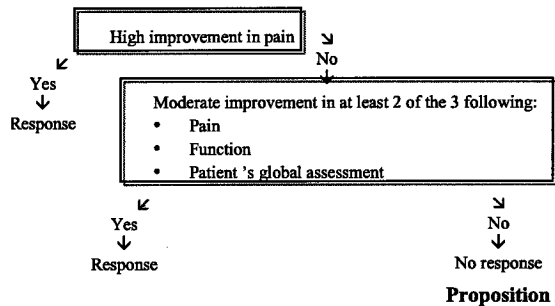 High improvement in pain
No
Yes
Response
Moderate improvement in at least 2 of the 3 following:
• Pain
• Function
• Patient 's global assessment
Yes
No
Response
No response
Proposition